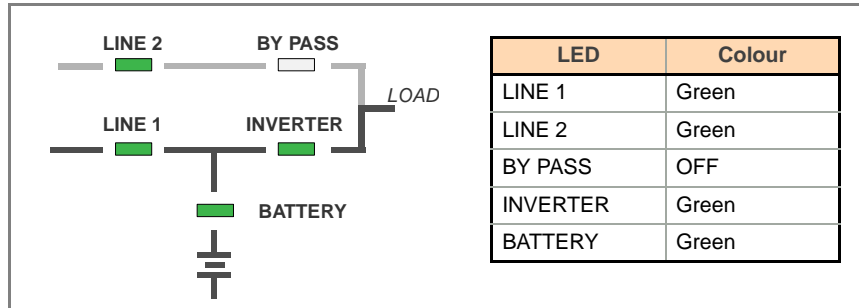 LINE 2 BY PASS
LOAD
LINE 1 INVERTER
BATTERY
LED Colour
LINE 1 Green
LINE 2 Green
BY PASS OFF
INVERTER Green
BATTERY Green